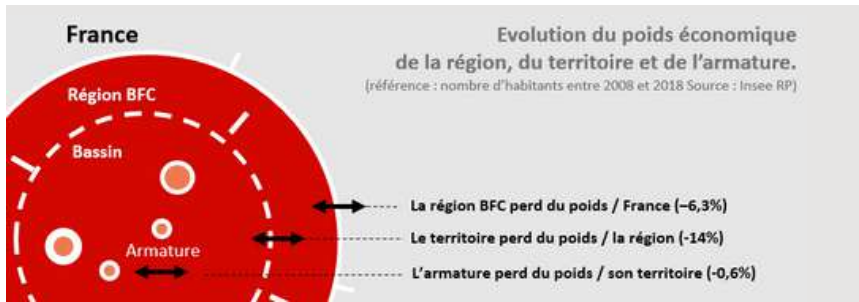 France
Evolution du poids économique
de la région, du territoire et de l'armature.
(référence : nombre d'habitants entre 2008 et 2018 Source : Insee RP)
Région BFC
Bassin
La région BFC perd du poids / France (–6,3%)
Le territoire perd du poids / la région (-14%)
Armature
L'armature perd du poids / son territoire (-0,6%)